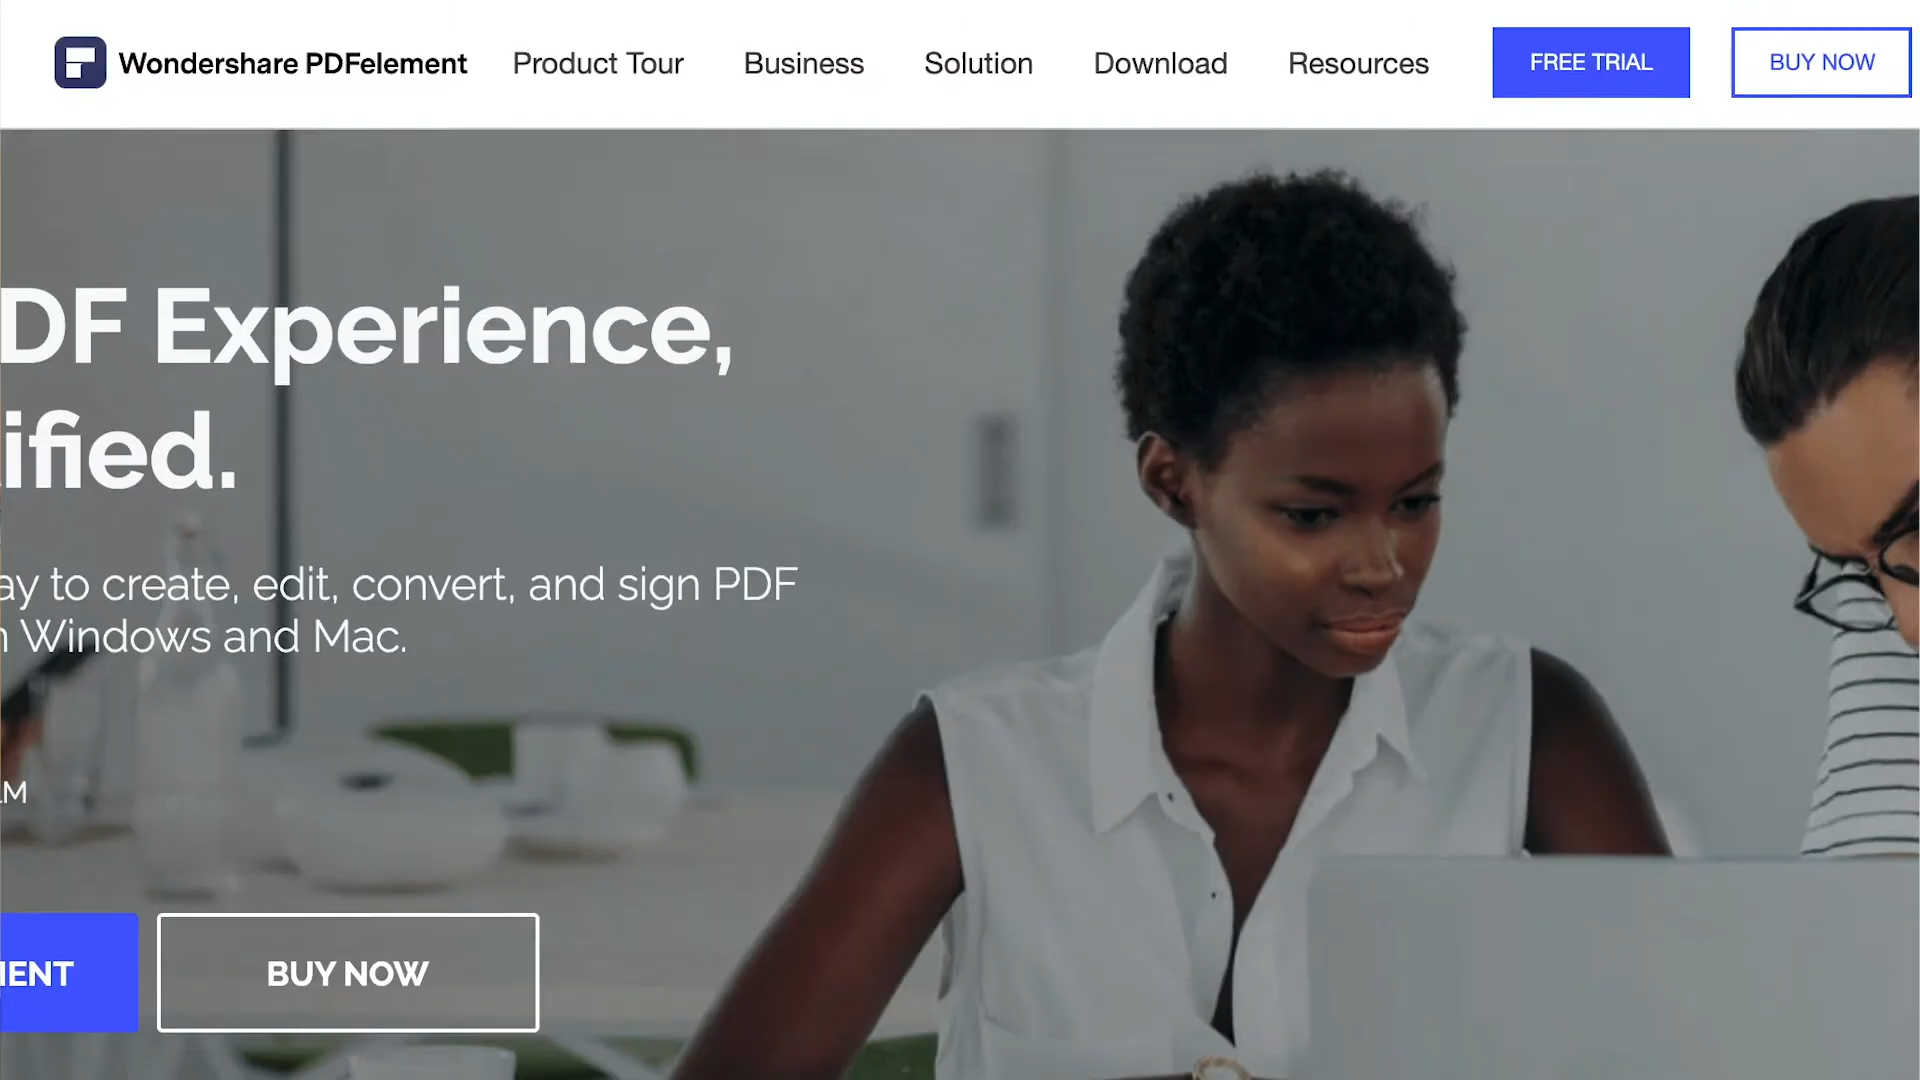 Wondershare PDFelement Product Tour Business Solution Download Resources FREE TRIAL BUY NOW
DF Experience,
ified.
ay to create, edit, convert, and sign PDF
n Windows and Mac.
MENT BUY NOW